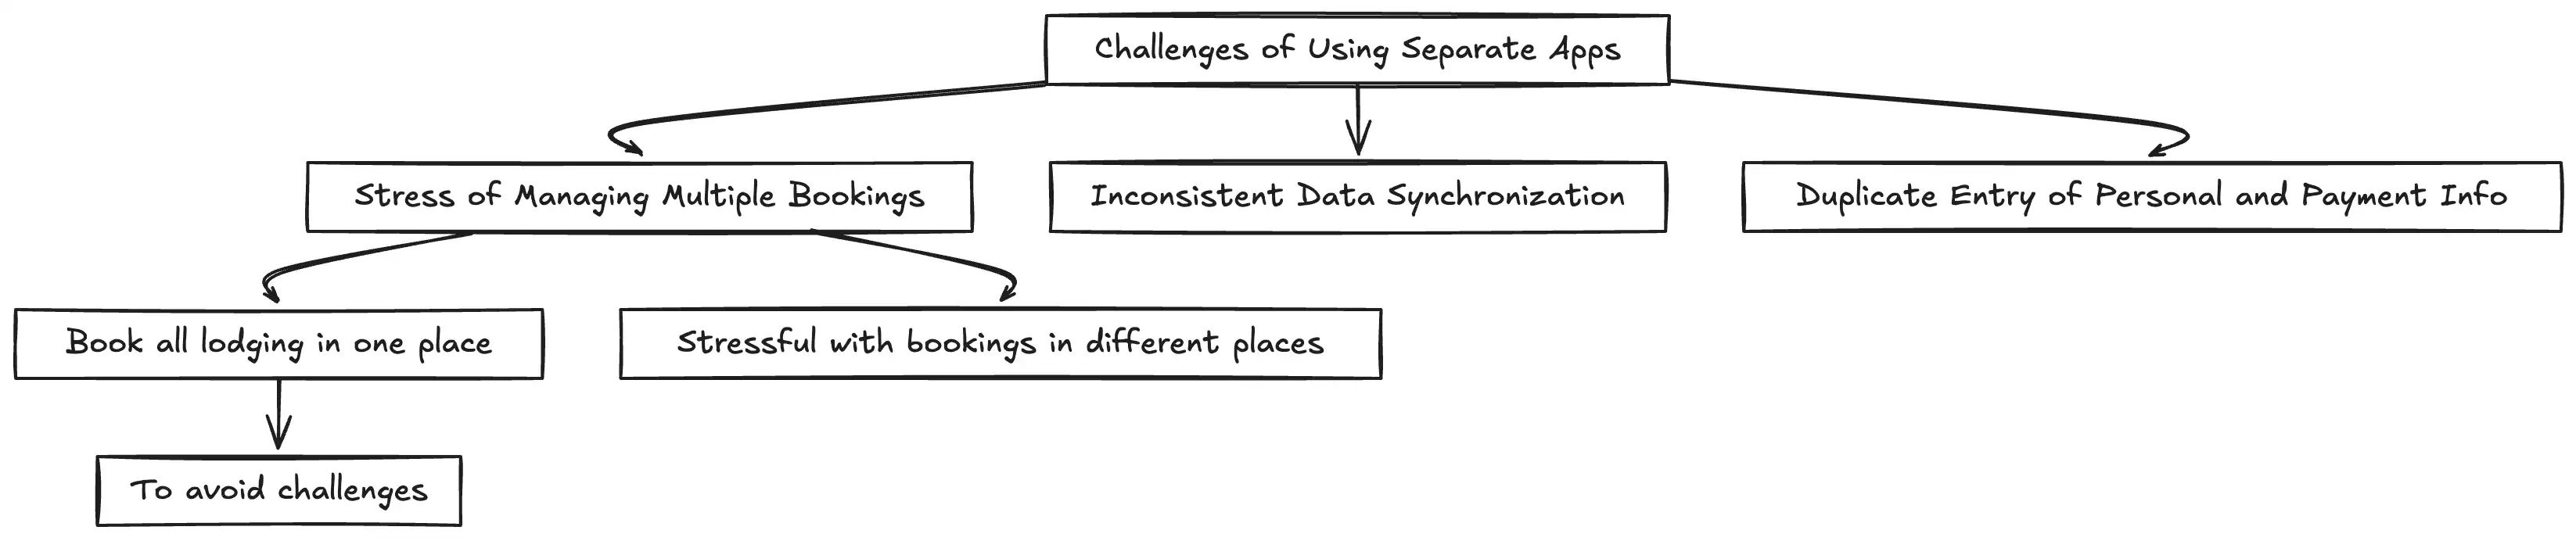 Challenges of Using Separate Apps
Stress of Managing Multiple Bookings
Inconsistent Data Synchronization
Duplicate Entry of Personal and Payment Info
Book all lodging in one place
Stressful with bookings in different places
To avoid challenges